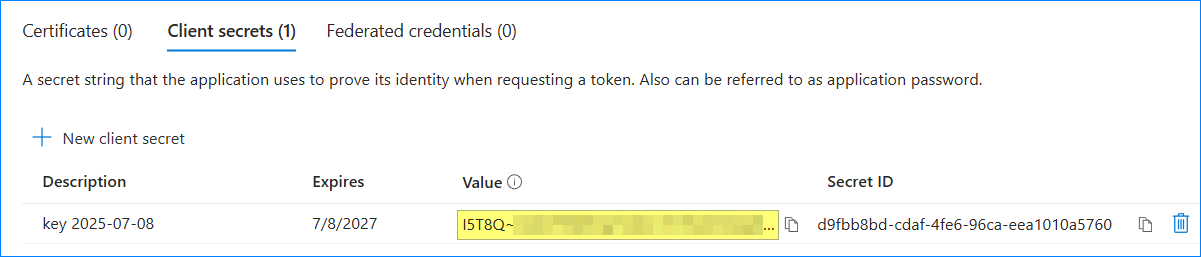 Certificates (0) Client secrets (1) Federated credentials (0)
A secret string that the application uses to prove its identity when requesting a token. Also can be referred to as application password.
New client secret
Description Expires Value Secret ID
key 2025-07-08 7/8/2027 I5T8Q~ ... d9fbb8bd-cdaf-4fe6-96ca-eea1010a5760